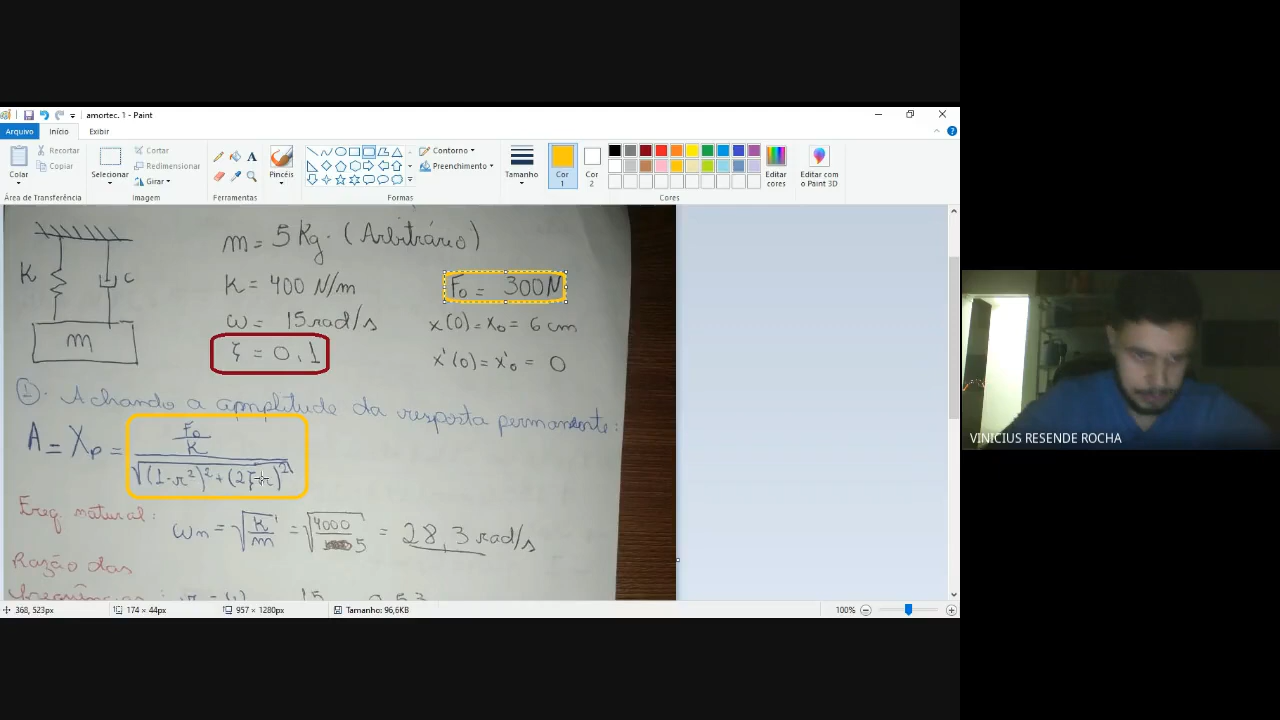 amortec. 1 - Paint
Arquivo Início Exibir
Colar
Recortar
Copiar
Área de Transferência
Selecionar
Cortar
Redimensionar
Girar
Imagem
Ferramentas
Pincéis
Contorno
Preenchimento
Formas
Tamanho
Cor 1
Cor 2
Editar cores
Cores
Editar com o Paint 3D
K c
m
m = 5 Kg. (Arbitrário)
K = 400 N/m
ω = 15 rad/s
ζ = 0,1
F₀ = 300N
x(0) = x₀ = 6 cm
x'(0) = x'₀ = 0
①. Achando a apmplitude da resposta permanente:
A = Xp = F₀/K / √(1-r²)² + (2ζr)²
Freq natural: ωn = √K/m = √4000/5 = 28,3 rad/s
Razão das
15 0,53
VINICIUS RESENDE ROCHA
368, 523px 174 × 44px 957 × 1280px Tamanho: 96,6KB 100%